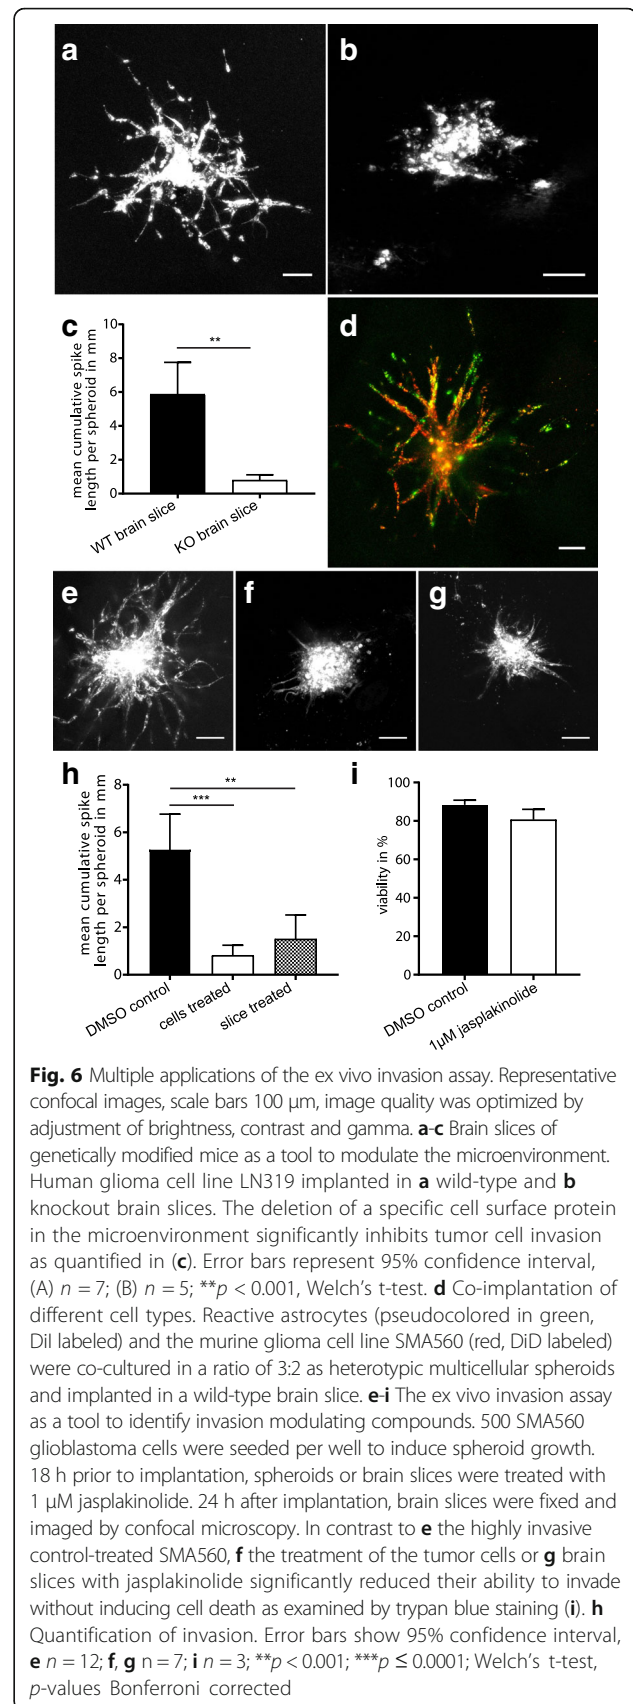 a
b
c
10
8
6
4
2
0
mean cumulative spike
length per spheroid in mm
**
WT brain slice
KO brain slice
d
e
f
g
h
8
6
4
2
0
mean cumulative spike
length per spheroid in mm
**
***
DMSO control
cells treated
slice treated
i
100
80
60
40
20
0
viability in %
DMSO control
1µM jasplakinolide
Fig. 6 Multiple applications of the ex vivo invasion assay. Representative
confocal images, scale bars 100 μm, image quality was optimized by
adjustment of brightness, contrast and gamma. a-c Brain slices of
genetically modified mice as a tool to modulate the microenvironment.
Human glioma cell line LN319 implanted in a wild-type and b
knockout brain slices. The deletion of a specific cell surface protein
in the microenvironment significantly inhibits tumor cell invasion
as quantified in (c). Error bars represent 95% confidence interval,
(A) n = 7; (B) n = 5; **p < 0.001, Welch's t-test. d Co-implantation of
different cell types. Reactive astrocytes (pseudocolored in green,
DiI labeled) and the murine glioma cell line SMA560 (red, DiD labeled)
were co-cultured in a ratio of 3:2 as heterotypic multicellular spheroids
and implanted in a wild-type brain slice. e-i The ex vivo invasion assay
as a tool to identify invasion modulating compounds. 500 SMA560
glioblastoma cells were seeded per well to induce spheroid growth.
18 h prior to implantation, spheroids or brain slices were treated with
1 μM jasplakinolide. 24 h after implantation, brain slices were fixed and
imaged by confocal microscopy. In contrast to e the highly invasive
control-treated SMA560, f the treatment of the tumor cells or g brain
slices with jasplakinolide significantly reduced their ability to invade
without inducing cell death as examined by trypan blue staining (i). h
Quantification of invasion. Error bars show 95% confidence interval,
e n = 12; f, g n = 7; i n = 3; **p < 0.001; ***p ≤ 0.0001; Welch's t-test,
p-values Bonferroni corrected